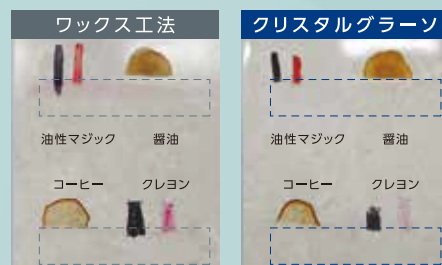 ワックス工法
油性マジック 醤油
コーヒー クレヨン
クリスタルグラーソ
油性マジック 醤油
コーヒー クレヨン